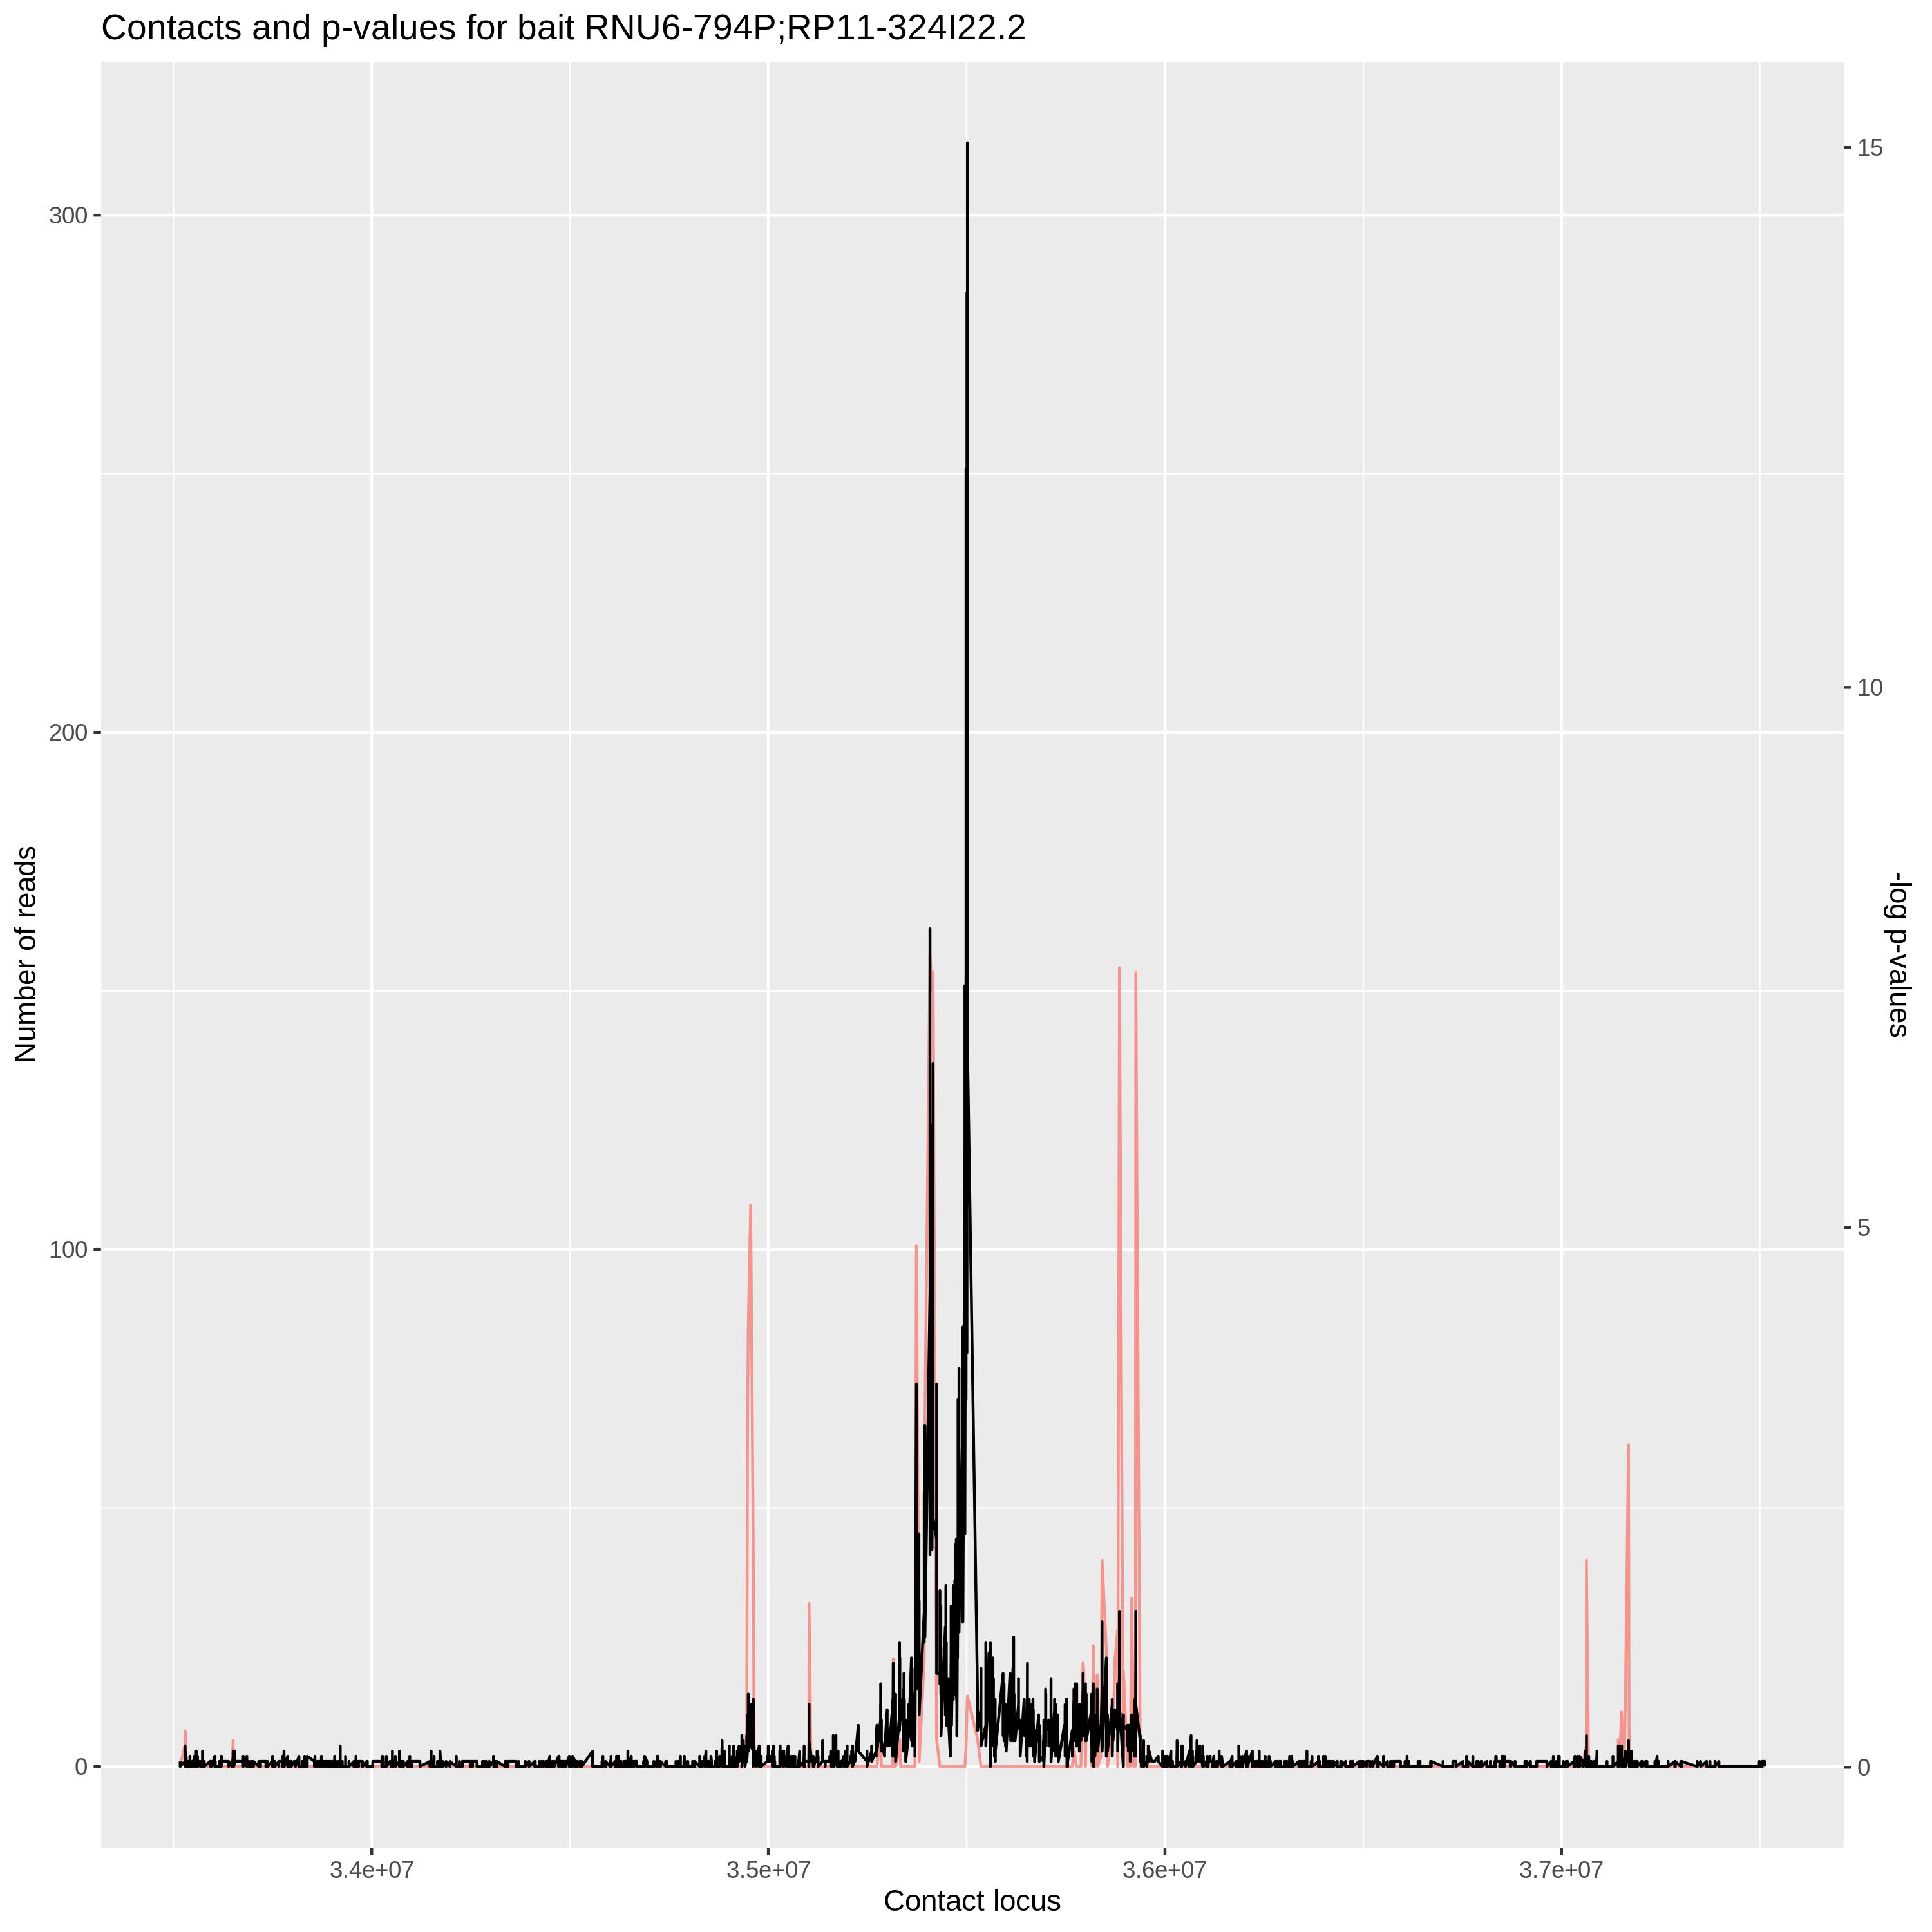 Contacts and p-values for bait RNU6-794P;RP11-324I22.2
300
200
100
0
15
10
5
0
Number of reads
-log p-values
3.4e+07
3.5e+07
3.6e+07
3.7e+07
Contact locus